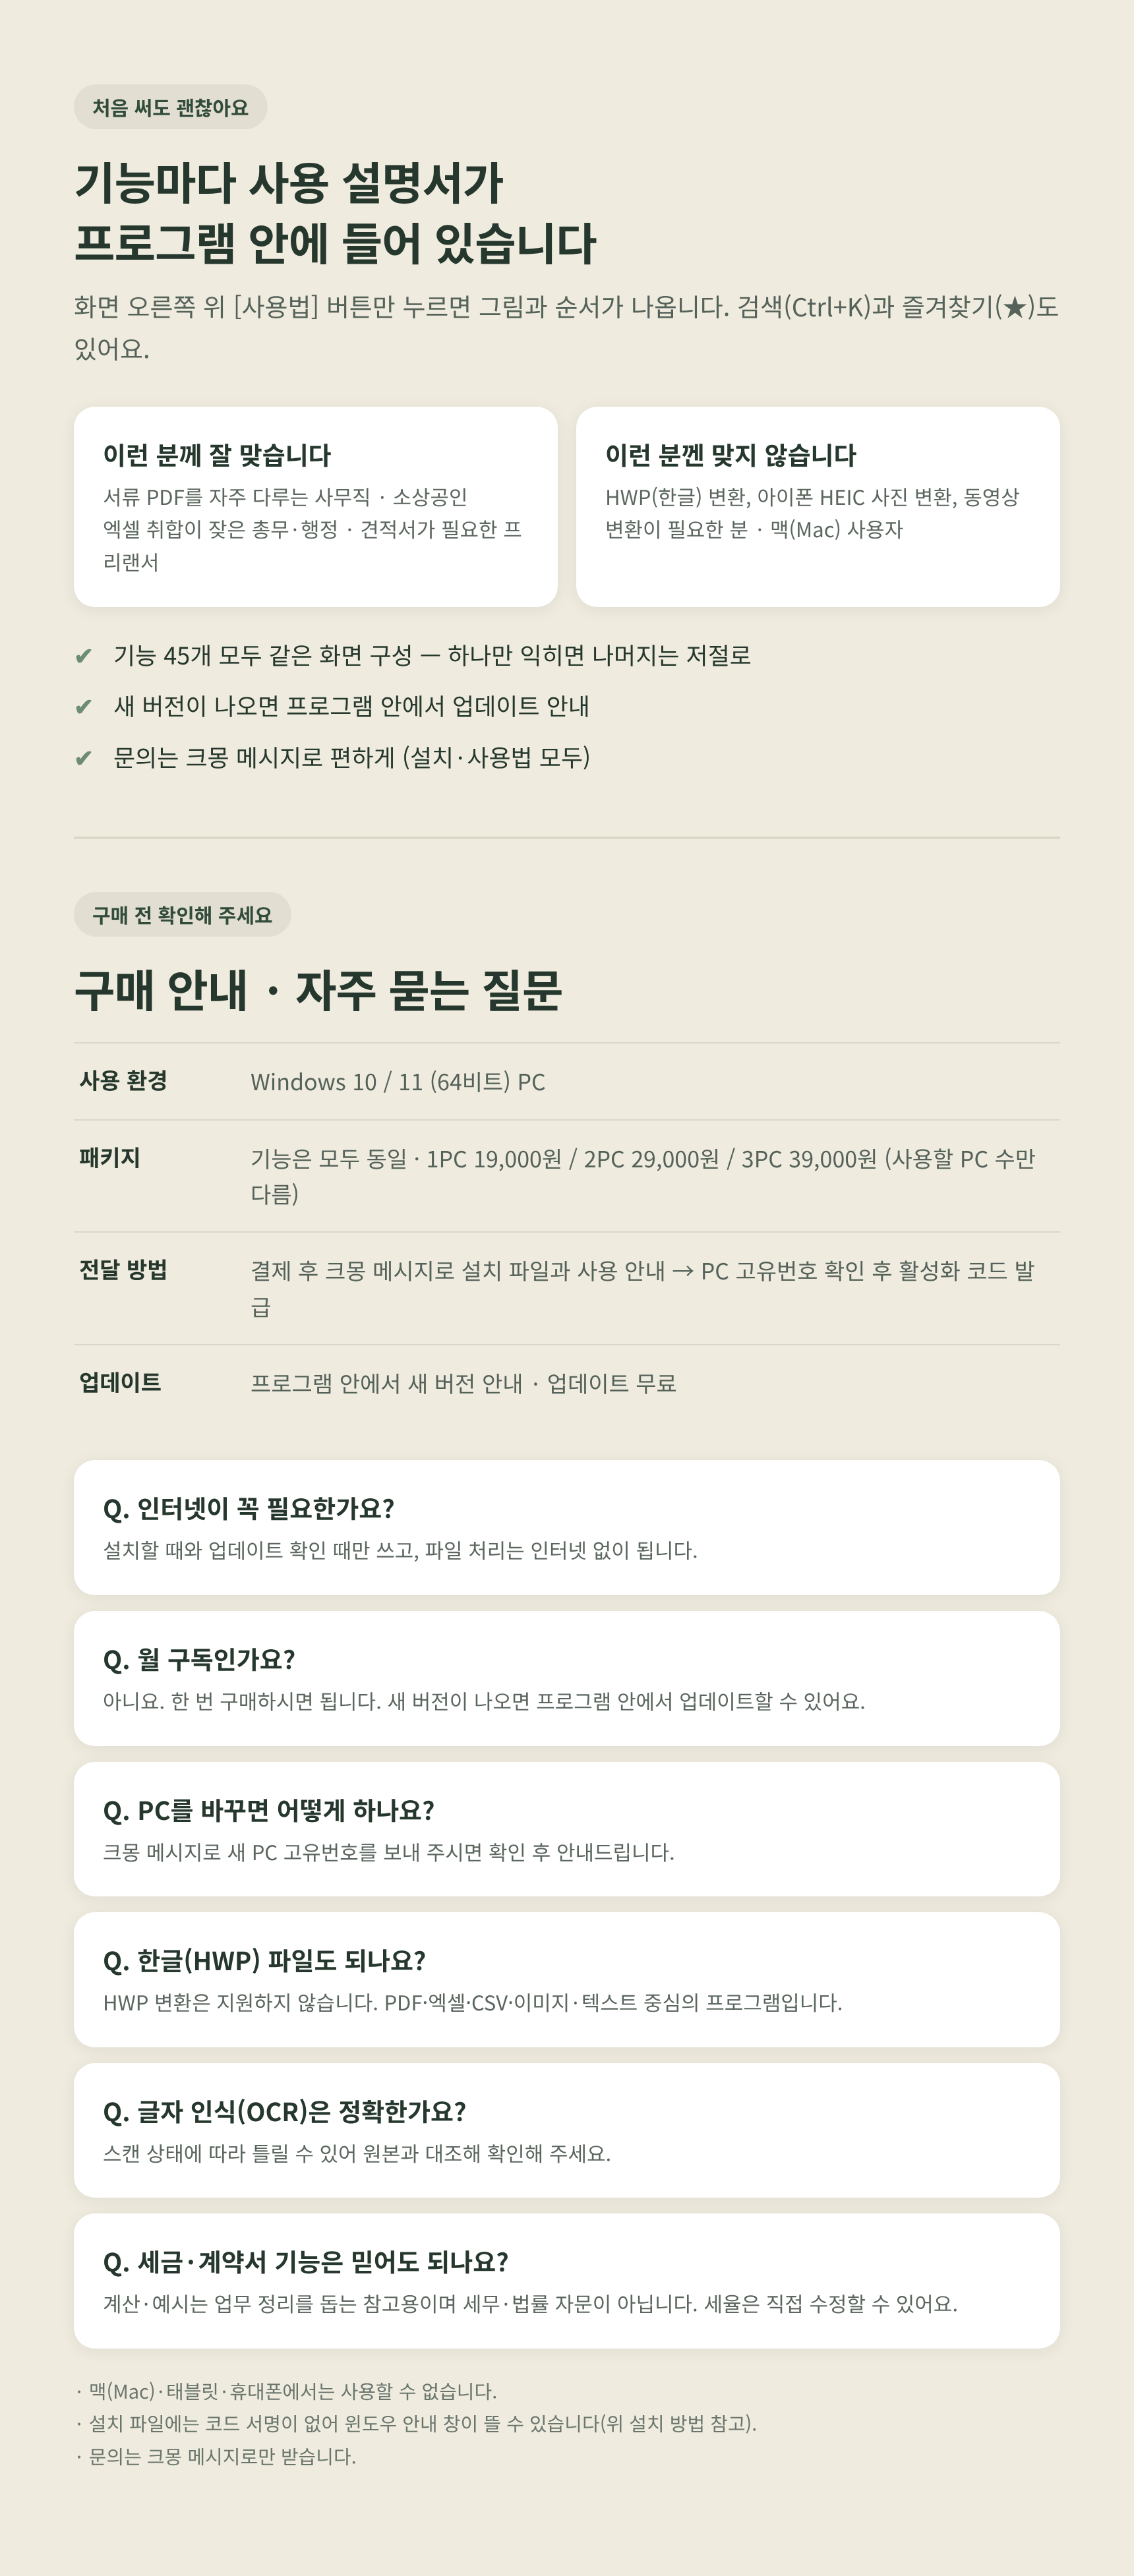 처음 써도 괜찮아요
기능마다 사용 설명서가
프로그램 안에 들어 있습니다
화면 오른쪽 위 [사용법] 버튼만 누르면 그림과 순서가 나옵니다. 검색(Ctrl+K)과 즐겨찾기(★)도
있어요.
이런 분께 잘 맞습니다
서류 PDF를 자주 다루는 사무직 · 소상공인
엑셀 취합이 잦은 총무·행정 · 견적서가 필요한 프
리랜서
이런 분껜 맞지 않습니다
HWP(한글) 변환, 아이폰 HEIC 사진 변환, 동영상
변환이 필요한 분 · 맥(Mac) 사용자
✔ 기능 45개 모두 같은 화면 구성 — 하나만 익히면 나머지는 저절로
✔ 새 버전이 나오면 프로그램 안에서 업데이트 안내
✔ 문의는 크몽 메시지로 편하게 (설치·사용법 모두)
구매 전 확인해 주세요
구매 안내 · 자주 묻는 질문
사용 환경 Windows 10 / 11 (64비트) PC
패키지 기능은 모두 동일 · 1PC 19,000원 / 2PC 29,000원 / 3PC 39,000원 (사용할 PC 수만
다름)
전달 방법 결제 후 크몽 메시지로 설치 파일과 사용 안내 → PC 고유번호 확인 후 활성화 코드 발
급
업데이트 프로그램 안에서 새 버전 안내 · 업데이트 무료
Q. 인터넷이 꼭 필요한가요?
설치할 때와 업데이트 확인 때만 쓰고, 파일 처리는 인터넷 없이 됩니다.
Q. 월 구독인가요?
아니요. 한 번 구매하시면 됩니다. 새 버전이 나오면 프로그램 안에서 업데이트할 수 있어요.
Q. PC를 바꾸면 어떻게 하나요?
크몽 메시지로 새 PC 고유번호를 보내 주시면 확인 후 안내드립니다.
Q. 한글(HWP) 파일도 되나요?
HWP 변환은 지원하지 않습니다. PDF·엑셀·CSV·이미지·텍스트 중심의 프로그램입니다.
Q. 글자 인식(OCR)은 정확한가요?
스캔 상태에 따라 틀릴 수 있어 원본과 대조해 확인해 주세요.
Q. 세금·계약서 기능은 믿어도 되나요?
계산·예시는 업무 정리를 돕는 참고용이며 세무·법률 자문이 아닙니다. 세율은 직접 수정할 수 있어요.
· 맥(Mac)·태블릿·휴대폰에서는 사용할 수 없습니다.
· 설치 파일에는 코드 서명이 없어 윈도우 안내 창이 뜰 수 있습니다(위 설치 방법 참고).
· 문의는 크몽 메시지로만 받습니다.